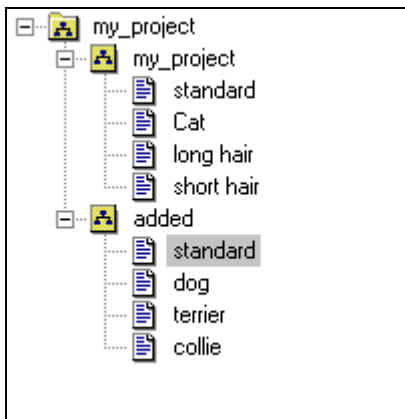 my_project
my_project
standard
Cat
long hair
short hair
added
standard
dog
terrier
collie